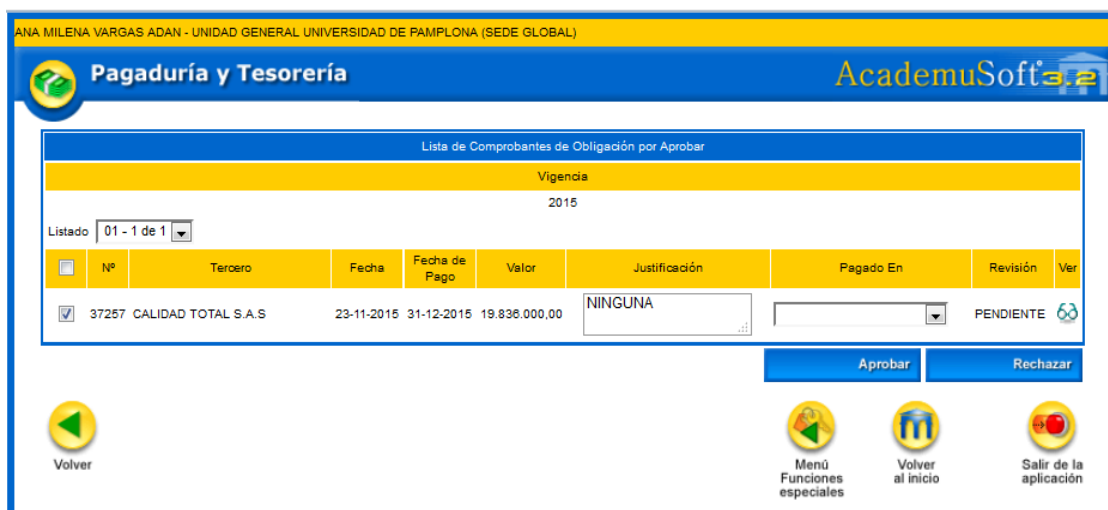 ANA MILENA VARGAS ADAN - UNIDAD GENERAL UNIVERSIDAD DE PAMPLONA (SEDE GLOBAL)
Pagaduría y Tesorería
AcademuSoft 3.2
Lista de Comprobantes de Obligación por Aprobar
Vigencia
2015
Listado 01 - 1 de 1
Nº Tercero Fecha Fecha de Pago Valor Justificación Pagado En Revisión Ver
37257 CALIDAD TOTAL S.A.S 23-11-2015 31-12-2015 19.836.000,00 NINGUNA PENDIENTE
Aprobar Rechazar
Volver
Menú Funciones especiales
Volver al inicio
Salir de la aplicación